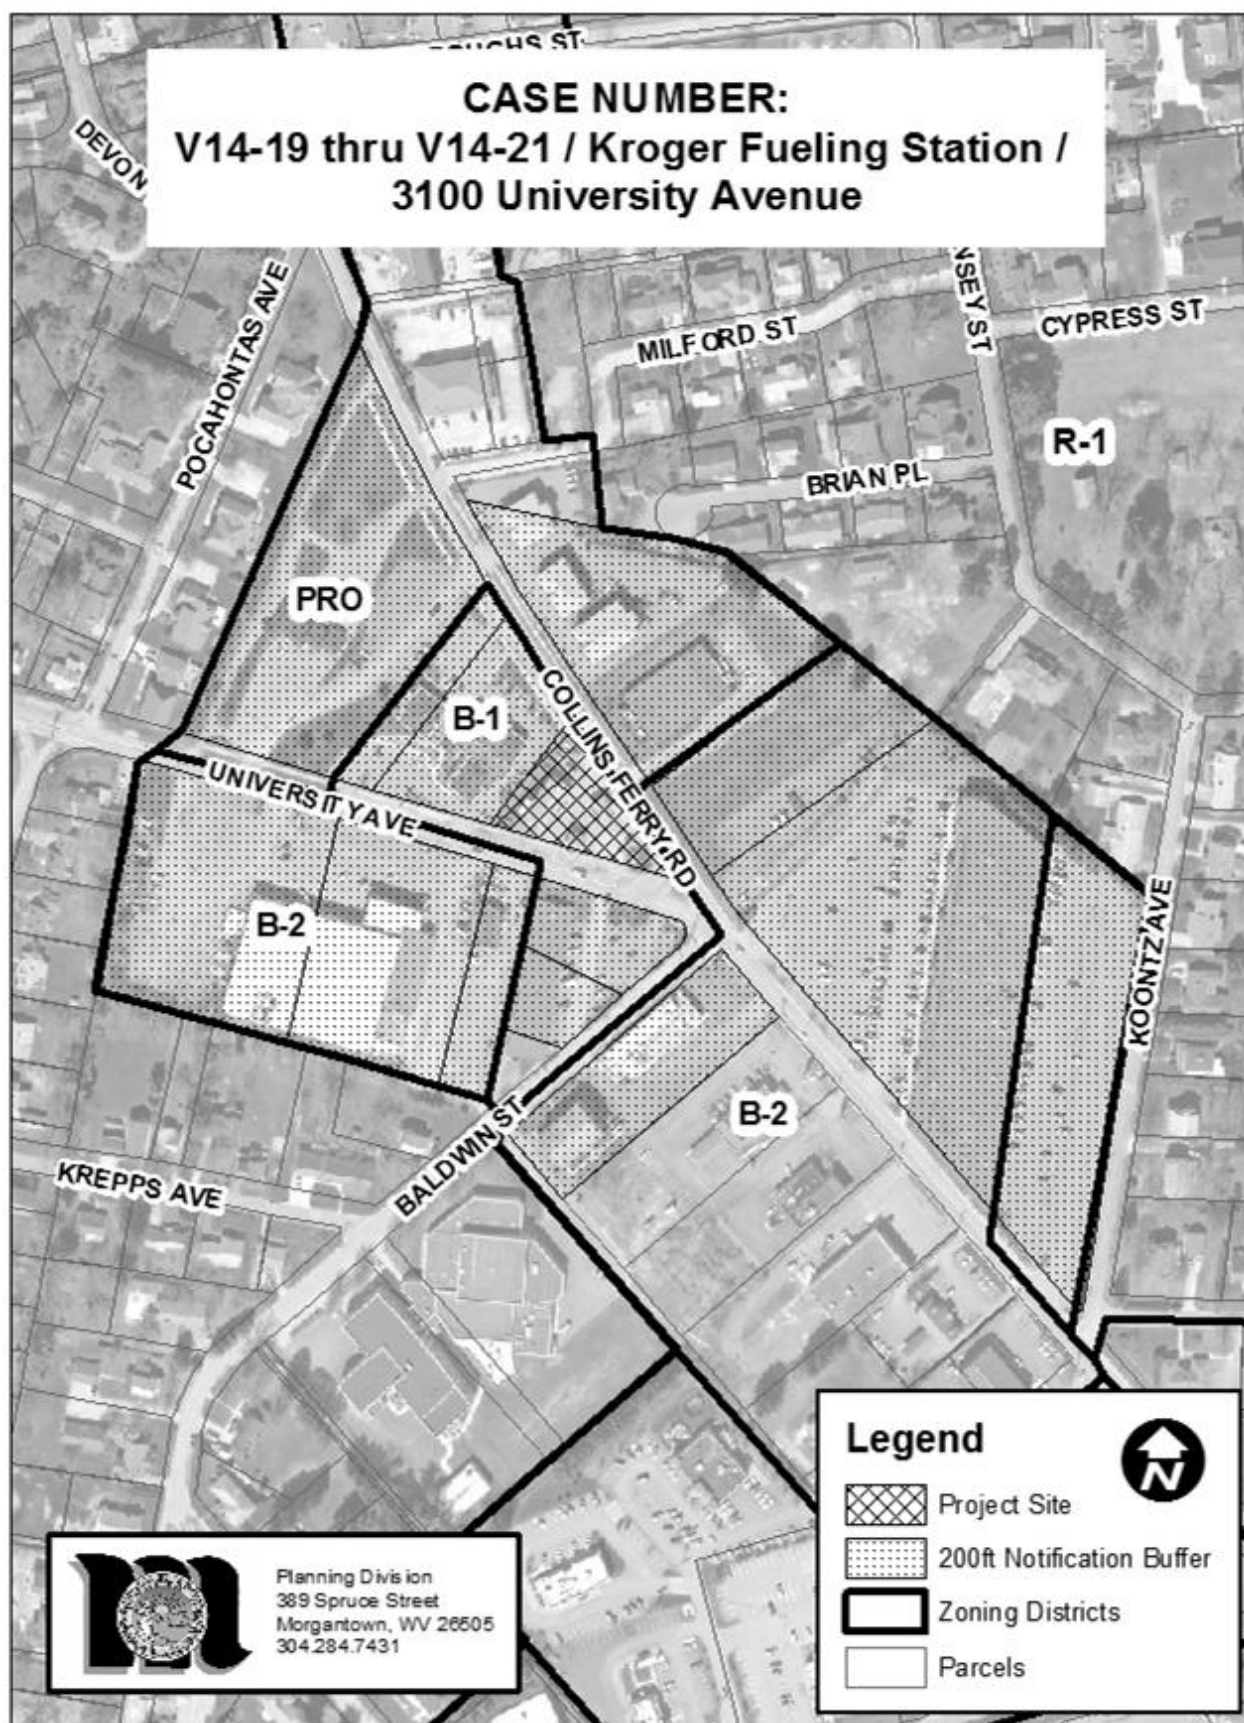 CASE NUMBER:
V14-19 thru V14-21 / Kroger Fueling Station /
3100 University Avenue
POCAHONTAS AVE
MILFORD ST
CYPRESS ST
R-1
BRIAN PL
PRO
B-1
COLLINS FERRY RD
UNIVERSITY AVE
B-2
KOONTZ AVE
B-2
BALDWIN ST
KREPPS AVE
Legend
N
Project Site
200ft Notification Buffer
Zoning Districts
Parcels
Planning Division
389 Spruce Street
Morgantown, WV 26505
304.284.7431